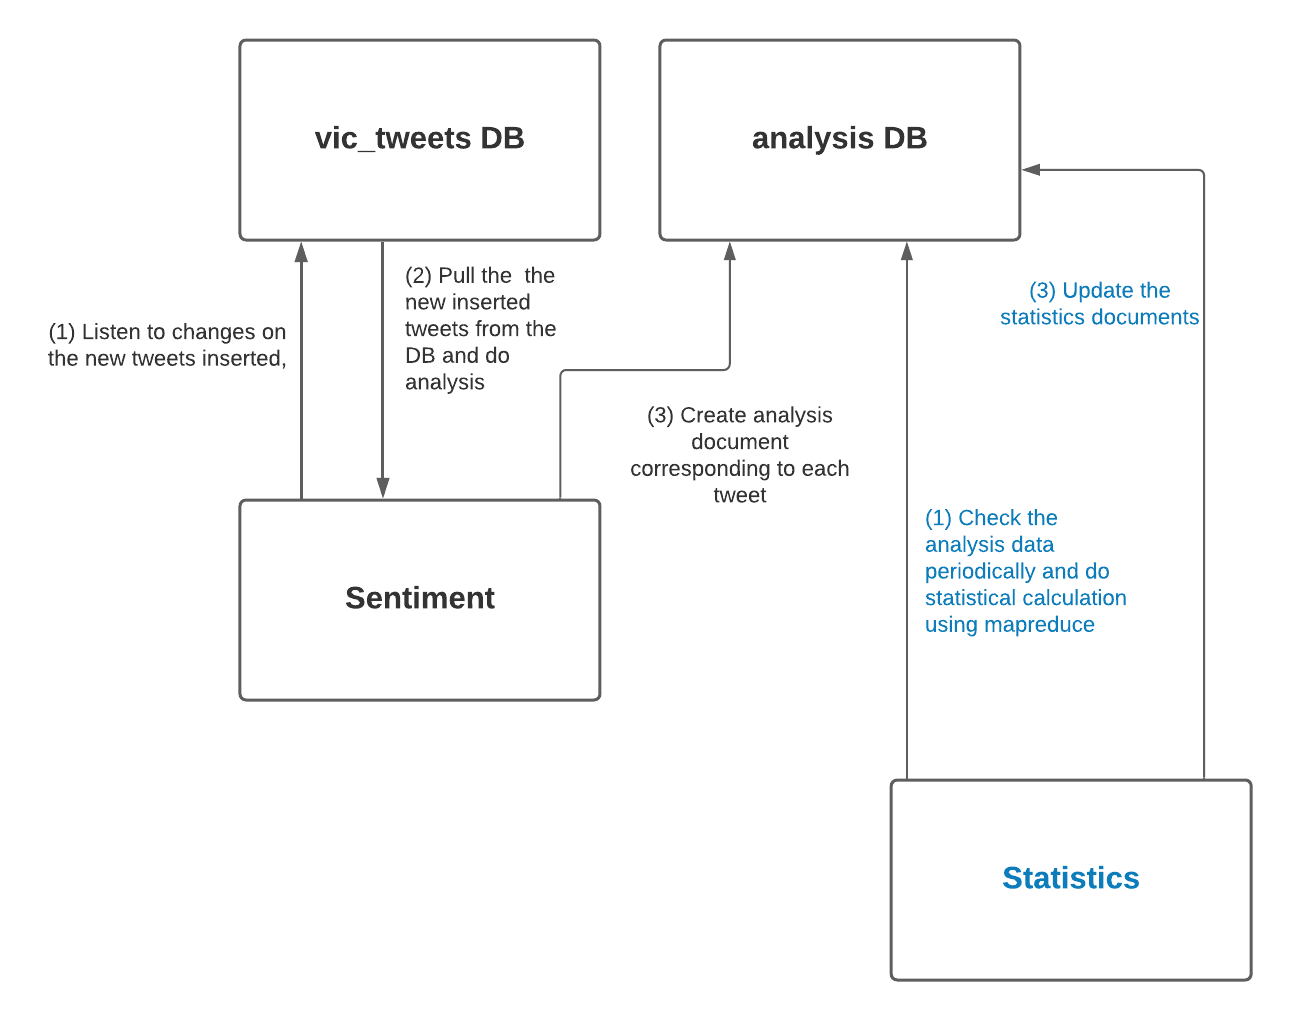 vic_tweets DB
analysis DB
(1) Listen to changes on
the new tweets inserted,
(2) Pull the  the
new inserted
tweets from the
DB and do
analysis
(3) Create analysis
document
corresponding to each
tweet
(3) Update the
statistics documents
(1) Check the
analysis data
periodically and do
statistical calculation
using mapreduce
Sentiment
Statistics